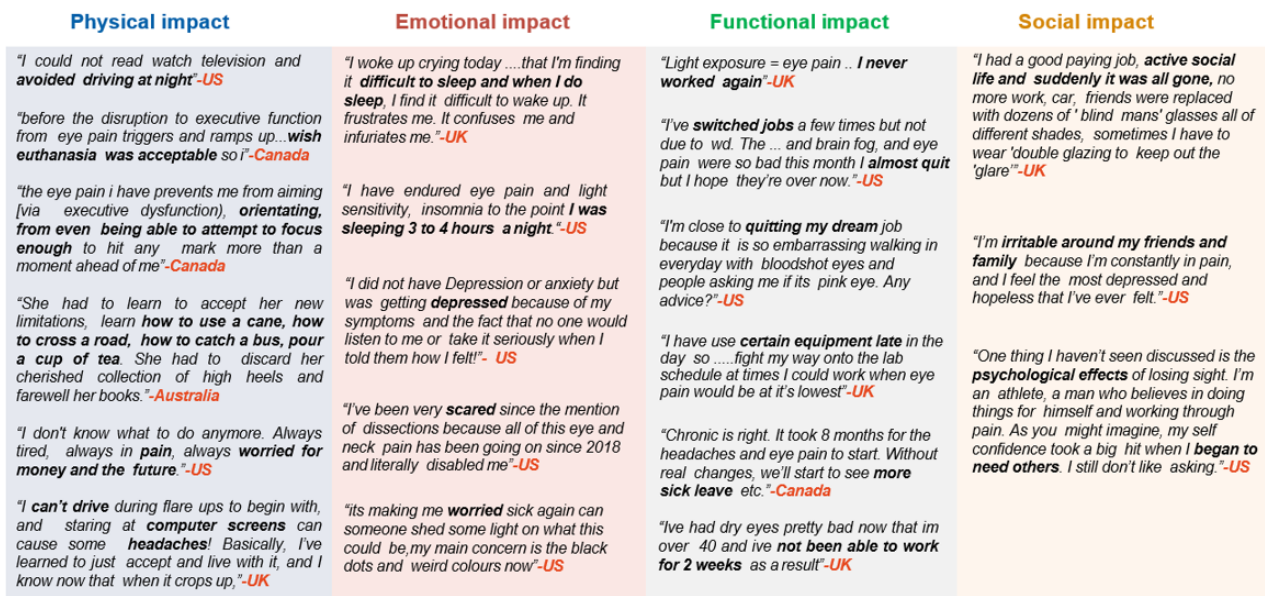 Physical impact
“I could not read watch television and
avoided driving at night”-US
“before the disruption to executive function
from eye pain triggers and ramps up...wish
euthanasia was acceptable so i”-Canada
“the eye pain i have prevents me from aiming
[via executive dysfunction), orientating,
from even being able to attempt to focus
enough to hit any mark more than a
moment ahead of me”-Canada
“She had to learn to accept her new
limitations, learn how to use a cane, how
to cross a road, how to catch a bus, pour
a cup of tea. She had to discard her
cherished collection of high heels and
farewell her books.”-Australia
“I don't know what to do anymore. Always
tired, always in pain, always worried for
money and the future.”-US
“I can’t drive during flare ups to begin with,
and staring at computer screens can
cause some headaches! Basically, I’ve
learned to just accept and live with it, and I
know now that when it crops up,”-UK
Emotional impact
“I woke up crying today ....that I'm finding
it difficult to sleep and when I do
sleep, I find it difficult to wake up. It
frustrates me. It confuses me and
infuriates me.”-UK
“I have endured eye pain and light
sensitivity, insomnia to the point I was
sleeping 3 to 4 hours a night.“-US
“I did not have Depression or anxiety but
was getting depressed because of my
symptoms and the fact that no one would
listen to me or take it seriously when I
told them how I felt!”- US
“I’ve been very scared since the mention
of dissections because all of this eye and
neck pain has been going on since 2018
and literally disabled me”-US
“its making me worried sick again can
someone shed some light on what this
could be,my main concern is the black
dots and weird colours now”-US
Functional impact
“Light exposure = eye pain .. I never
worked again”-UK
“I’ve switched jobs a few times but not
due to wd. The ... and brain fog, and eye
pain were so bad this month I almost quit
but I hope they’re over now.”-US
“I'm close to quitting my dream job
because it is so embarrassing walking in
everyday with bloodshot eyes and
people asking me if its pink eye. Any
advice?”-US
“I have use certain equipment late in the
day so .....fight my way onto the lab
schedule at times I could work when eye
pain would be at it’s lowest”-UK
“Chronic is right. It took 8 months for the
headaches and eye pain to start. Without
real changes, we’ll start to see more
sick leave etc.”-Canada
“Ive had dry eyes pretty bad now that im
over 40 and ive not been able to work
for 2 weeks as a result”-UK
Social impact
“I had a good paying job, active social
life and suddenly it was all gone, no
more work, car, friends were replaced
with dozens of ' blind mans' glasses all of
different shades, sometimes I have to
wear 'double glazing to keep out the
'glare’”-UK
“I’m irritable around my friends and
family because I’m constantly in pain,
and I feel the most depressed and
hopeless that I’ve ever felt.”-US
“One thing I haven’t seen discussed is the
psychological effects of losing sight. I’m
an athlete, a man who believes in doing
things for himself and working through
pain. As you might imagine, my self
confidence took a big hit when I began to
need others. I still don’t like asking.”-US